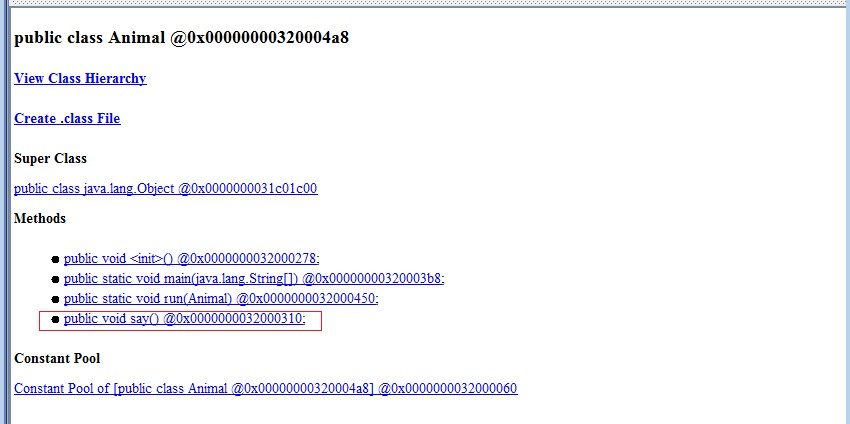 public class Animal @0x00000000320004a8
View Class Hierarchy
Create .class File
Super Class
public class java.lang.Object @0x0000000031c01c00
Methods
public void <init>() @0x0000000032000278;
public static void main(java.lang.String[]) @0x00000000320003b8;
public static void run(Animal) @0x0000000032000450;
public void say() @0x0000000032000310;
Constant Pool
Constant Pool of [public class Animal @0x00000000320004a8] @0x0000000032000060